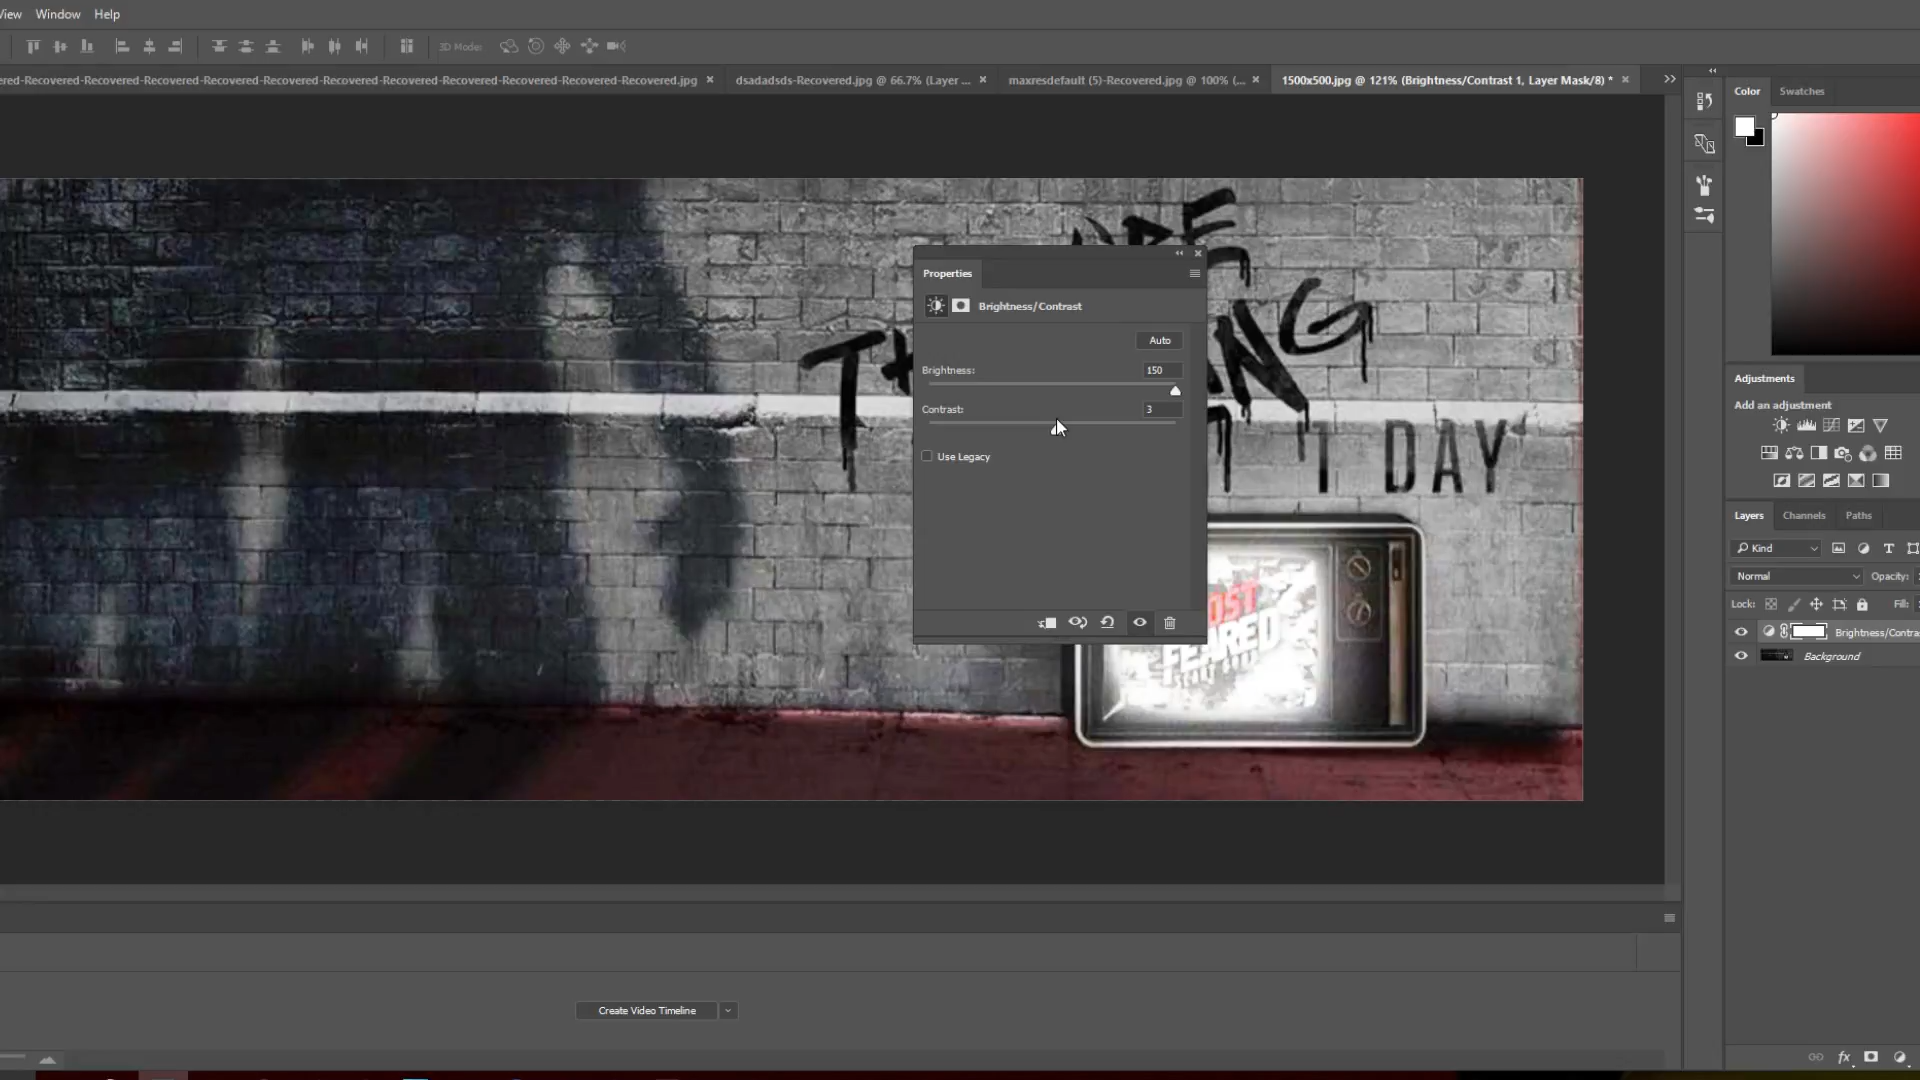 View Window Help
3D Mode:
ered-Recovered-Recovered-Recovered-Recovered-Recovered-Recovered-Recovered-Recovered-Recovered-Recovered.jpg
dsadadsds-Recovered.jpg @ 66.7% (Layer ...
maxresdefault (5)-Recovered.jpg @ 100% (...
1500x500.jpg @ 121% (Brightness/Contrast 1, Layer Mask/8) *
Color Swatches
Properties
Brightness/Contrast
Auto
Brightness: 150
Contrast: 3
Use Legacy
DAY
OST
FEARED
Adjustments
Add an adjustment
Layers Channels Paths
Kind
Normal Opacity:
Lock: Fill:
Brightness/Contra
Background
Create Video Timeline
fx